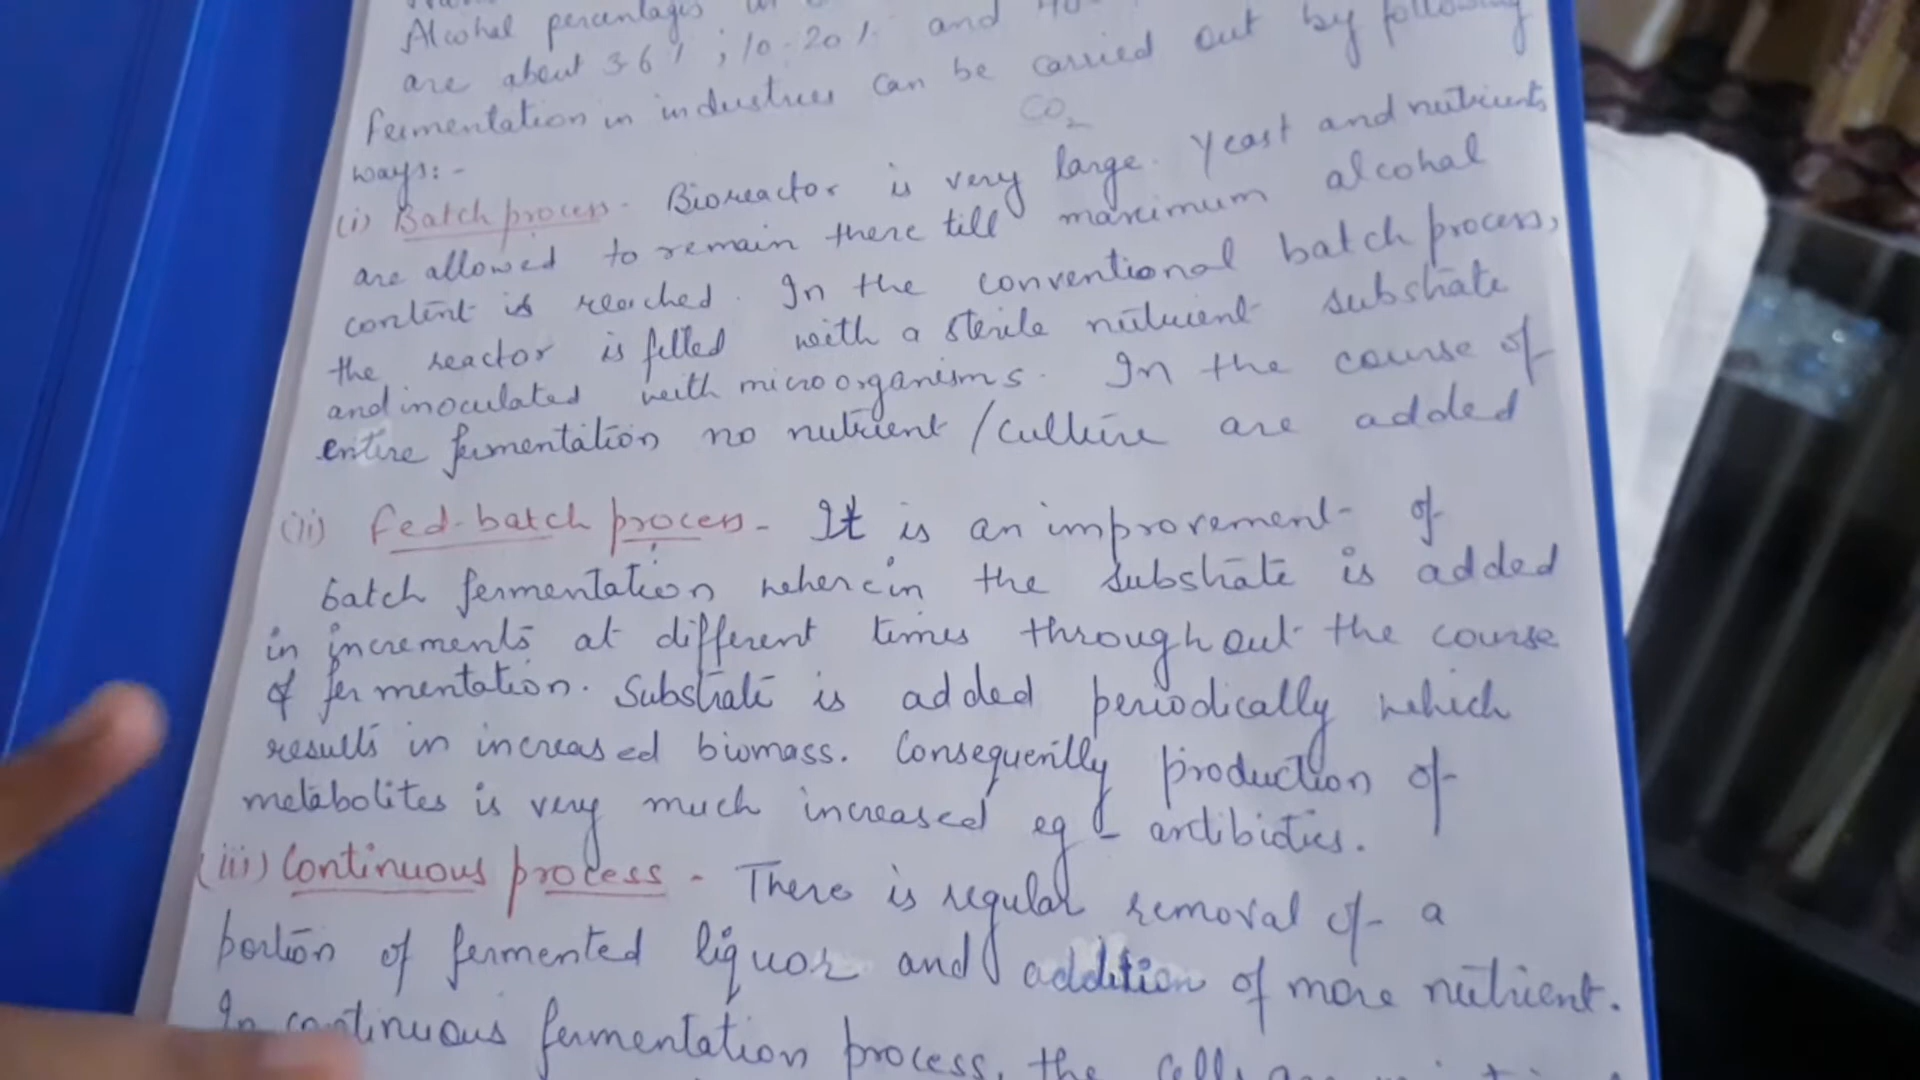 Alcohol percentages
are about 3-6% ; 10-20% and 40
fermentation in industries can be carried out by following
CO2
ways:-
(i) Batch process - Bioreactor is very large. Yeast and nutrients
are allowed to remain there till maximum alcohal
content is reached. In the conventional batch process,
the reactor is filled with a sterile nutrient substrate
and inoculated with microorganisms. In the course of
entire fermentation no nutrient / culture are added
(ii) Fed-batch process - It is an improvement of
batch fermentation wherein the substrate is added
in increments at different times throughout the course
of fermentation. Substrate is added periodically which
results in increased biomass. Consequently production of
metabolites is very much increased eg - antibiotics.
(iii) Continuous process - There is regular removal of a
portion of fermented liquor and addition of more nutrient.
In continuous fermentation process, the cells are